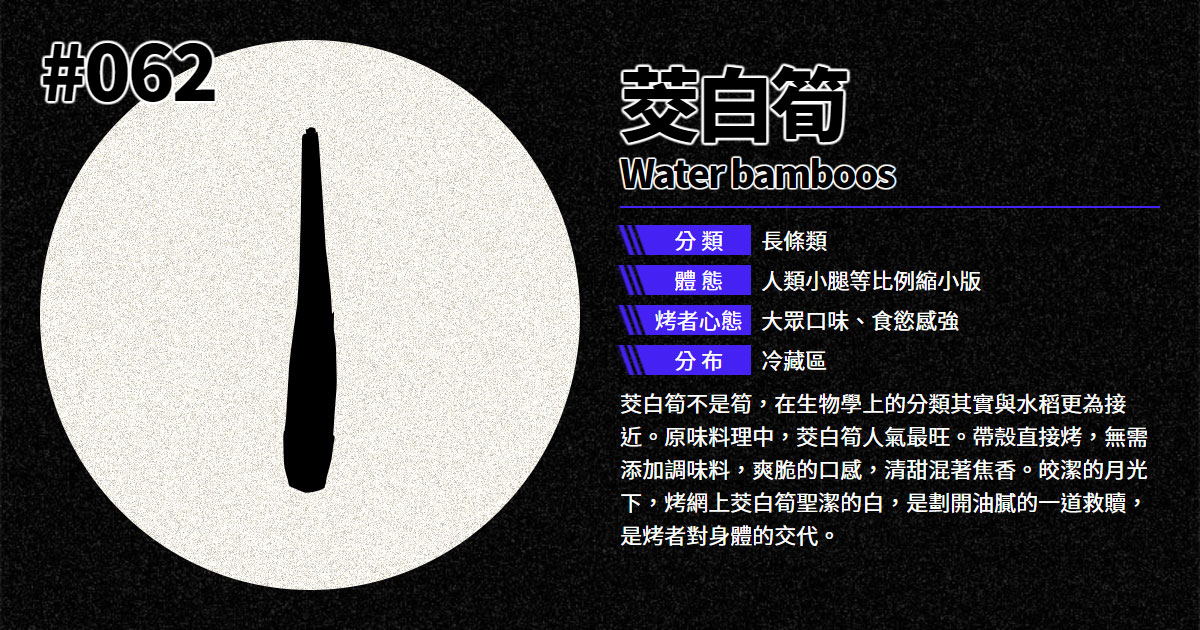 #062
茭白筍
Water bamboos
分類 長條類
體態 人類小腿等比例縮小版
烤者心態 大眾口味、食慾感強
分布 冷藏區
茭白筍不是筍，在生物學上的分類其實與水稻更為接
近。原味料理中，茭白筍人氣最旺。帶殼直接烤，無需
添加調味料，爽脆的口感，清甜混著焦香。皎潔的月光
下，烤網上茭白筍聖潔的白，是劃開油膩的一道救贖，
是烤者對身體的交代。